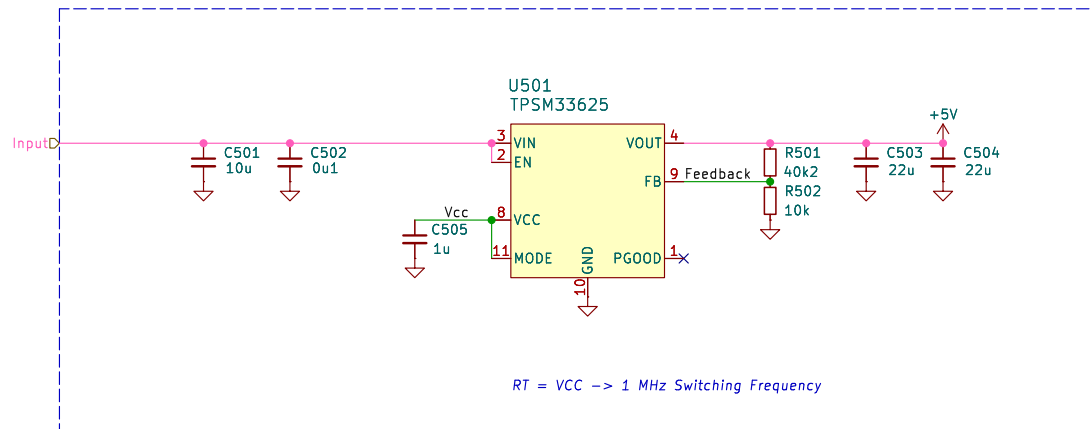 U501
TPSM33625
+5V
Input
C501
10u
C502
0u1
3
VIN
2
EN
VOUT
4
R501
40k2
C503
22u
C504
22u
FB
9
Feedback
R502
10k
Vcc
8
VCC
C505
1u
11
MODE
GND
10
PGOOD
1
RT = VCC -> 1 MHz Switching Frequency